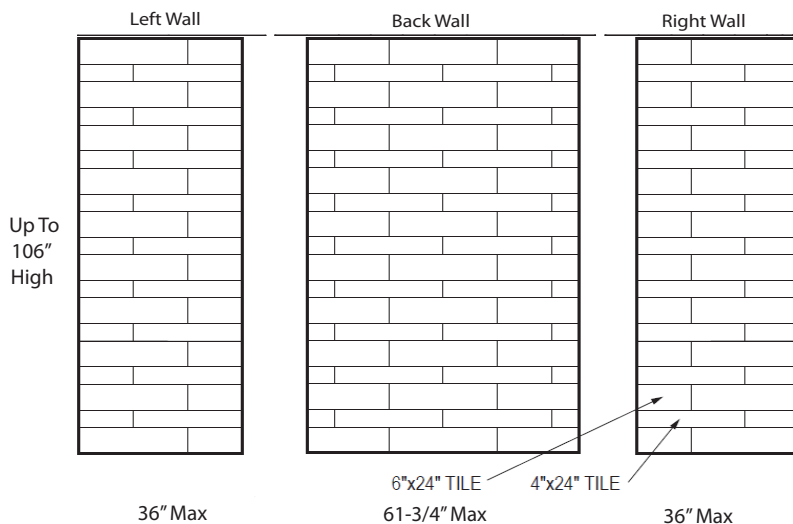 Left Wall
Back Wall
Right Wall
Up To
106”
High
6"x24" TILE
4"x24" TILE
36” Max
61-3/4” Max
36” Max